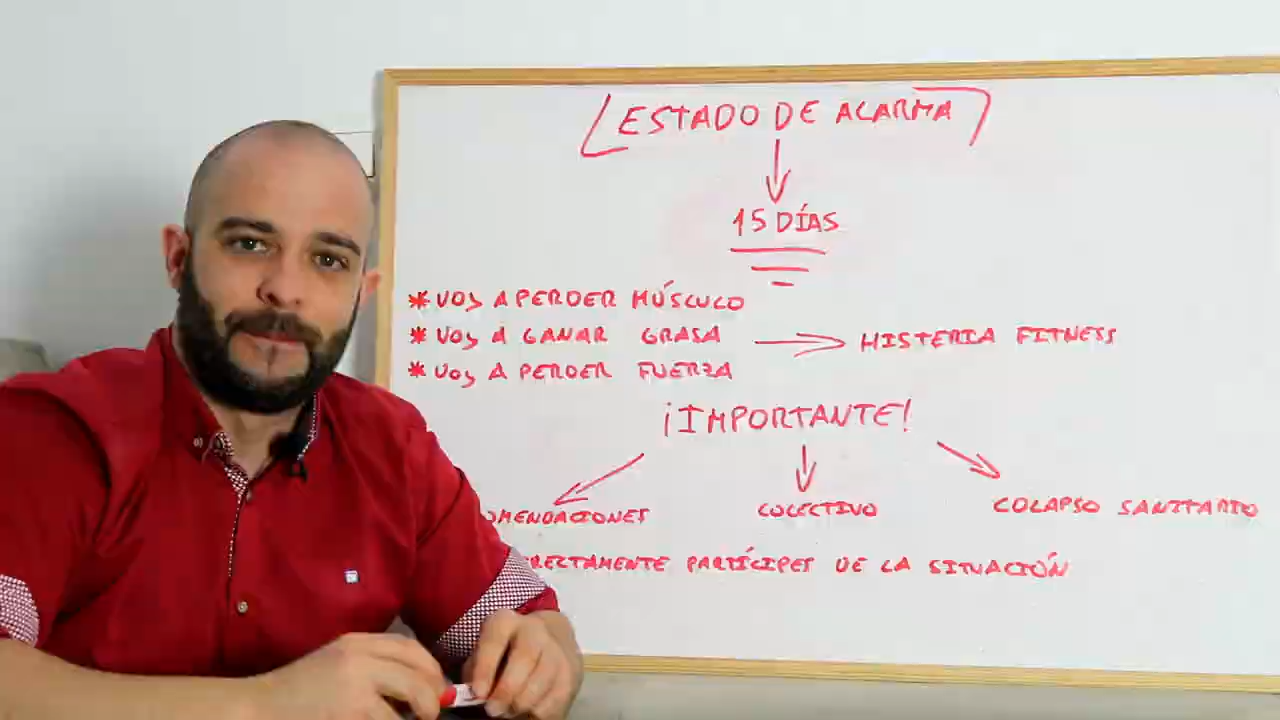 ESTADO DE ALARMA
15 DÍAS
* VOY A PERDER MÚSCULO
* VOY A GANAR GRASA → HISTERIA FITNESS
* VOY A PERDER FUERZA
¡IMPORTANTE!
COLECTIVO COLAPSO SANITARIO
PARTÍCIPES DE LA SITUACIÓN